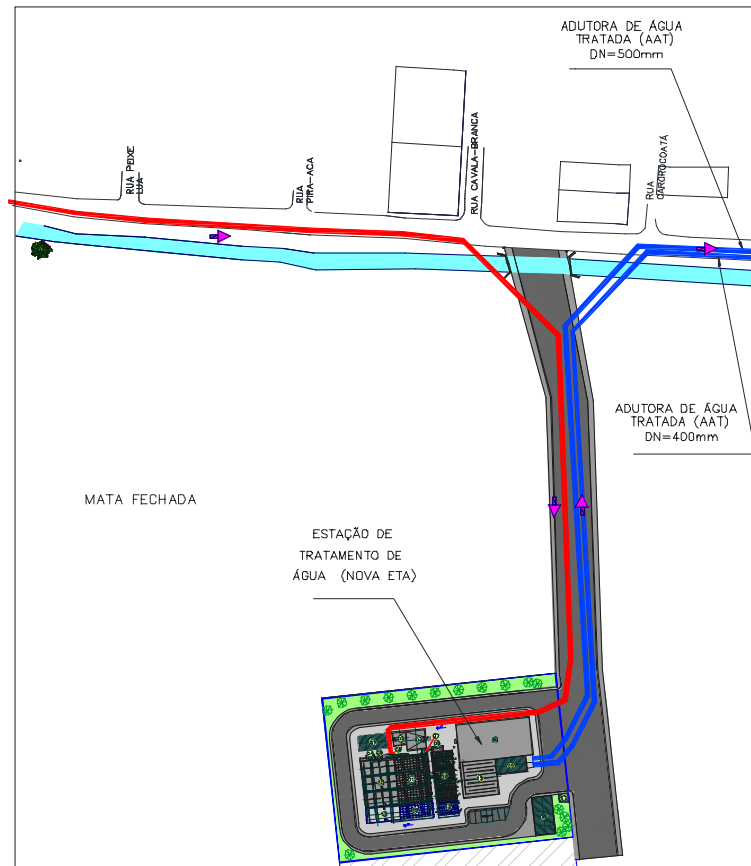 ADUTORA DE ÁGUA
TRATADA (AAT)
DN=500mm
RUA PEIXE
LUA
RUA
PIRA-ACA
RUA CAVALA-BRANCA
RUA
ADUTORA DE ÁGUA
TRATADA (AAT)
DN=400mm
MATA FECHADA
ESTAÇÃO DE
TRATAMENTO DE
ÁGUA (NOVA ETA)